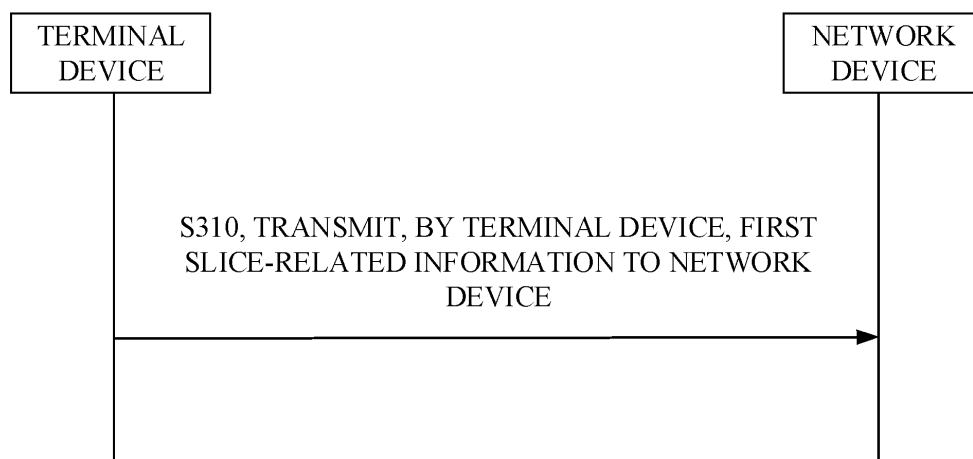 TERMINAL
DEVICE
NETWORK
DEVICE
S310, TRANSMIT, BY TERMINAL DEVICE, FIRST
SLICE-RELATED INFORMATION TO NETWORK
DEVICE